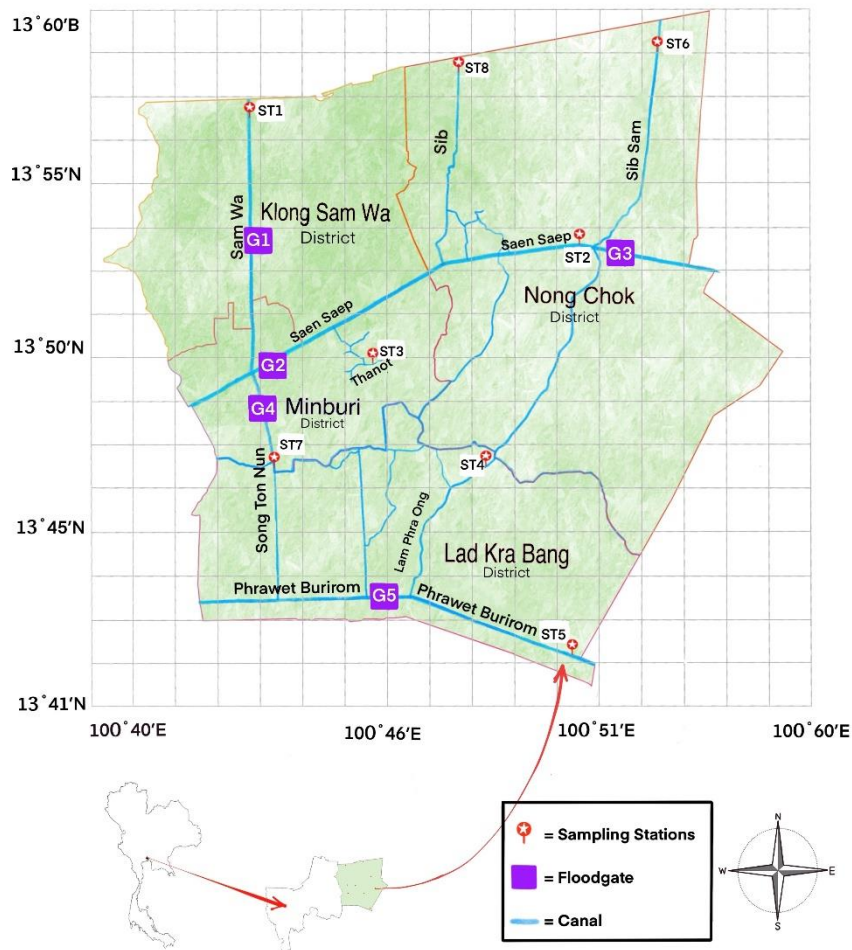 13˚60'B
ST6
ST8
ST1
13˚55'N
Sib
Sib Sam
Sam Wa
Klong Sam Wa
District
G1
Saen Saep
ST2
G3
Nong Chok
District
13˚50'N
Saen Saep
ST3
Thanot
G2
G4
Minburi
District
ST7
ST4
Song Ton Nun
13˚45'N
Lam Phra Ong
Lad Kra Bang
District
Phrawet Burirom
G5
Phrawet Burirom
ST5
13˚41'N
100˚40'E
100˚46'E
100˚51'E
100˚60'E
= Sampling Stations
= Floodgate
= Canal
N
W
E
S